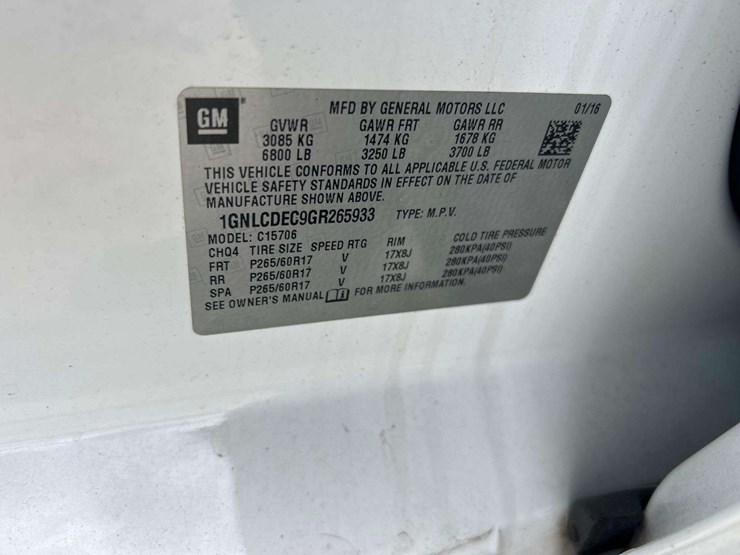 GM
MFD BY GENERAL MOTORS LLC 01/16
GVWR GAWR FRT GAWR RR
3085 KG 1474 KG 1678 KG
6800 LB 3250 LB 3700 LB
THIS VEHICLE CONFORMS TO ALL APPLICABLE U.S. FEDERAL MOTOR
VEHICLE SAFETY STANDARDS IN EFFECT ON THE DATE OF
MANUFACTURE SHOWN ABOVE.
1GNLCDEC9GR265933 TYPE: M.P.V.
MODEL: C15706
CHQ4 TIRE SIZE SPEED RTG RIM COLD TIRE PRESSURE
FRT P265/60R17 V 17X8J 280KPA(40PSI)
RR P265/60R17 V 17X8J 280KPA(40PSI)
SPA P265/60R17 V 17X8J 280KPA(40PSI)
SEE OWNER'S MANUAL FOR MORE INFORMATION.